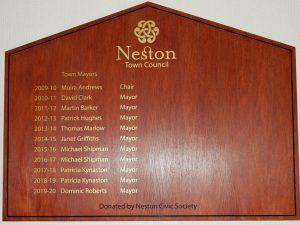 Neston
Town Council
Town Mayors
2009-10 Moira Andrews Chair
2010-11 David Clark Mayor
2011-12 Martin Barker Mayor
2012-13 Patrick Hughes Mayor
2013-14 Thomas Marlow Mayor
2014-15 Janet Griffiths Mayor
2015-16 Michael Shipman Mayor
2016-17 Michael Shipman Mayor
2017-18 Patricia Kynaston Mayor
2018-19 Patricia Kynaston Mayor
2019-20 Dominic Roberts Mayor
Donated by Neston Civic Society